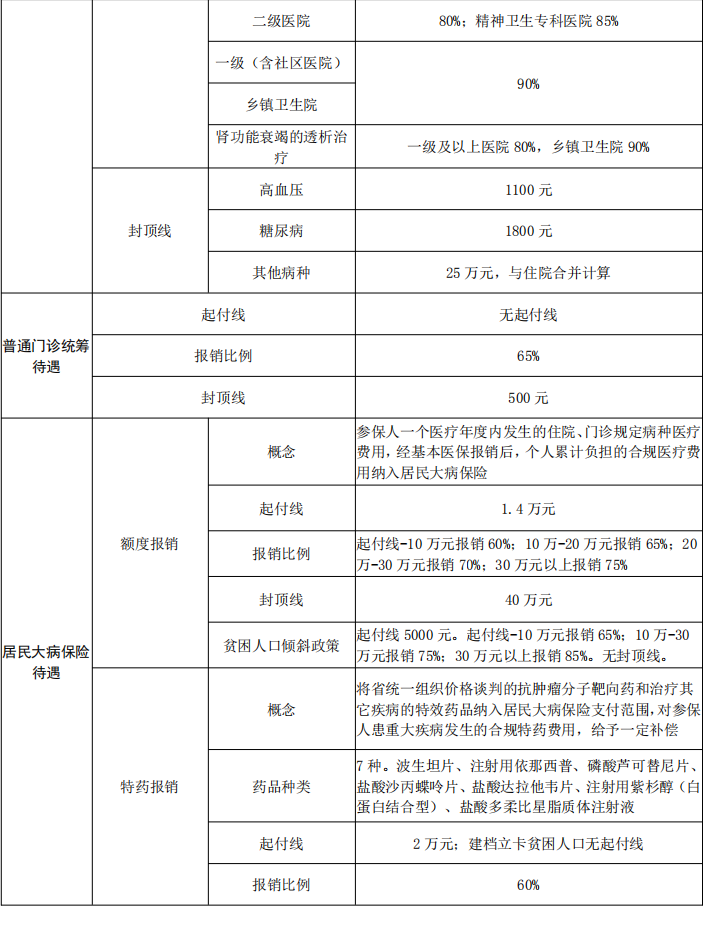 二级医院
80%；精神卫生专科医院 85%
一级（含社区医院）
90%
乡镇卫生院
肾功能衰竭的透析治
疗
一级及以上医院 80%，乡镇卫生院 90%
封顶线
高血压
1100 元
糖尿病
1800 元
其他病种
25 万元，与住院合并计算
普通门诊统筹
待遇
起付线
无起付线
报销比例
65%
封顶线
500 元
居民大病保险
待遇
额度报销
概念
参保人一个医疗年度内发生的住院、门诊规定病种医疗
费用，经基本医保报销后，个人累计负担的合规医疗费
用纳入居民大病保险
起付线
1.4 万元
报销比例
起付线-10 万元报销 60%；10 万-20 万元报销 65%；20
万-30 万元报销 70%；30 万元以上报销 75%
封顶线
40 万元
贫困人口倾斜政策
起付线 5000 元。起付线-10 万元报销 65%；10 万-30
万元报销 75%；30 万元以上报销 85%。无封顶线。
特药报销
概念
将省统一组织价格谈判的抗肿瘤分子靶向药和治疗其
它疾病的特效药品纳入居民大病保险支付范围，对参保
人患重大疾病发生的合规特药费用，给予一定补偿
药品种类
7 种。波生坦片、注射用依那西普、磷酸芦可替尼片、
盐酸沙丙蝶呤片、盐酸达拉他韦片、注射用紫杉醇（白
蛋白结合型）、盐酸多柔比星脂质体注射液
起付线
2 万元；建档立卡贫困人口无起付线
报销比例
60%